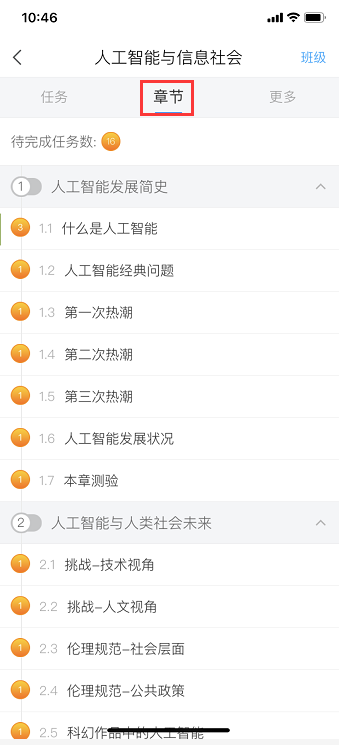 10:46
人工智能与信息社会 班级
任务 章节 更多
待完成任务数: 16
1 人工智能发展简史
3 1.1 什么是人工智能
1 1.2 人工智能经典问题
1 1.3 第一次热潮
1 1.4 第二次热潮
1 1.5 第三次热潮
1 1.6 人工智能发展状况
1 1.7 本章测验
2 人工智能与人类社会未来
1 2.1 挑战-技术视角
1 2.2 挑战-人文视角
1 2.3 伦理规范-社会层面
1 2.4 伦理规范-公共政策
1 2.5 科幻作品中的人工智能